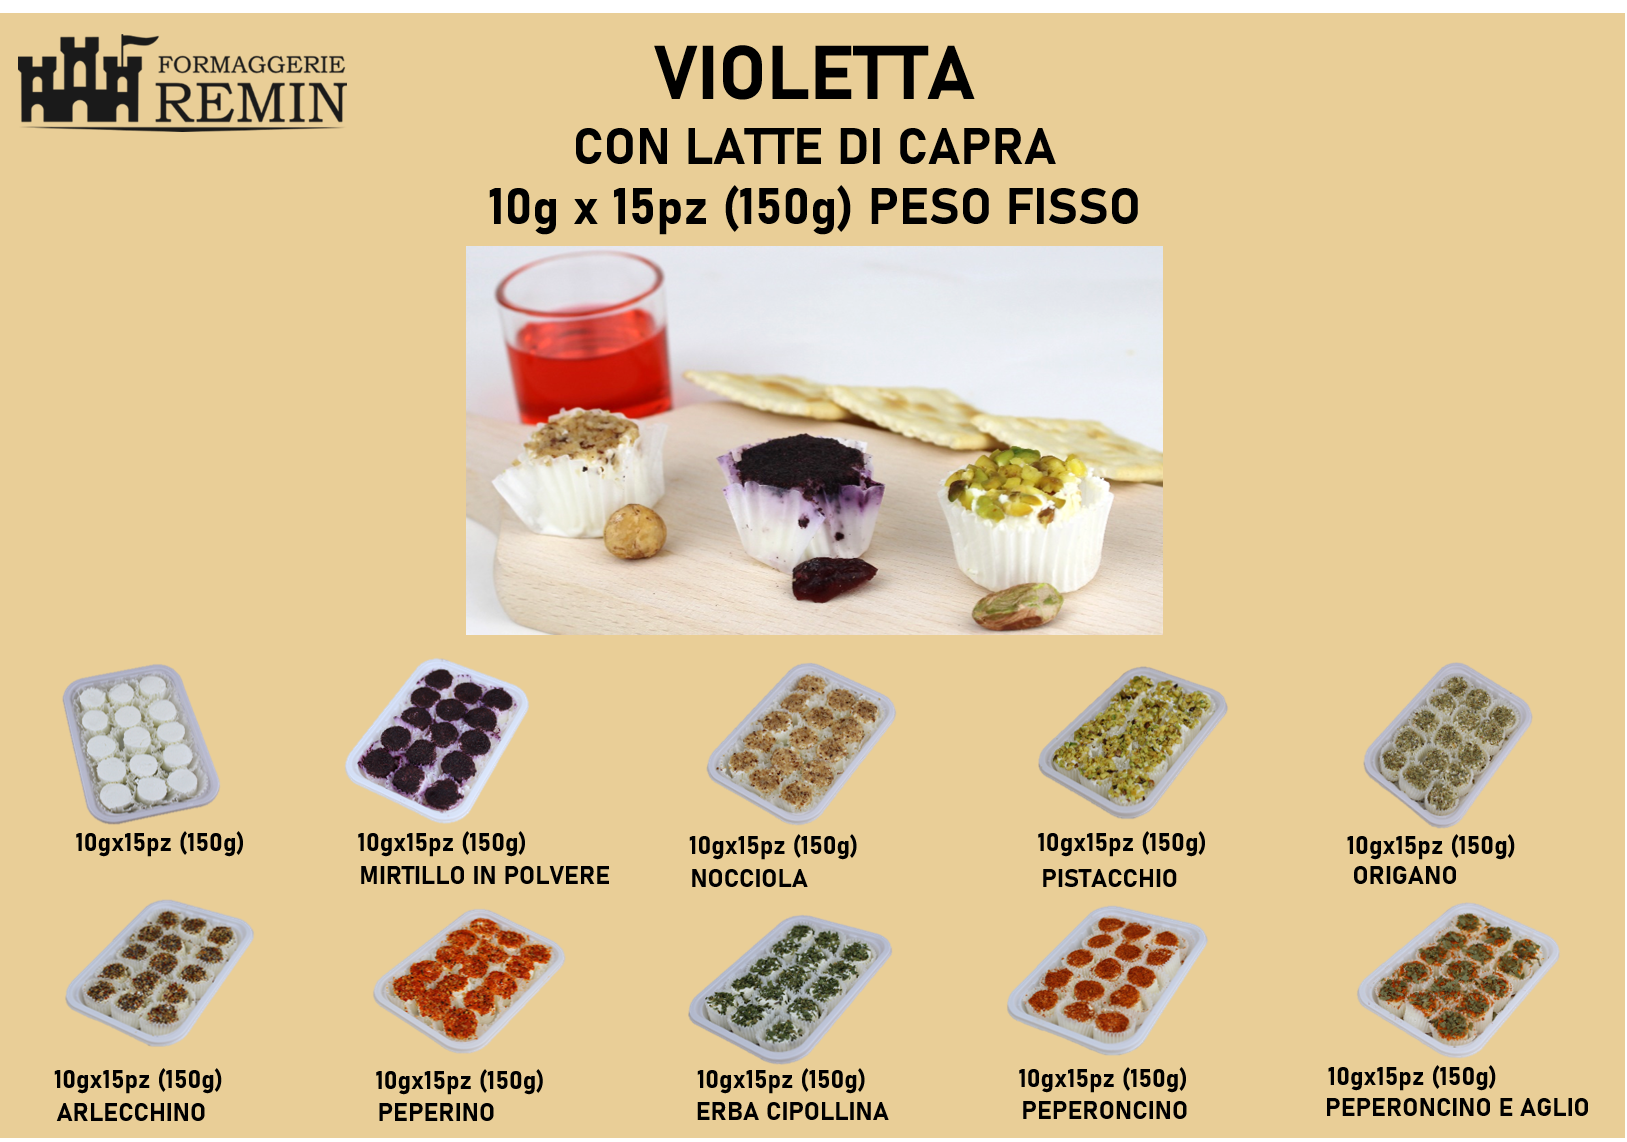 FORMAGGERIE
REMIN
VIOLETTA
CON LATTE DI CAPRA
10g x 15pz (150g) PESO FISSO
10gx15pz (150g)
10gx15pz (150g)
MIRTILLO IN POLVERE
10gx15pz (150g)
NOCCIOLA
10gx15pz (150g)
PISTACCHIO
10gx15pz (150g)
ORIGANO
10gx15pz (150g)
ARLECCHINO
10gx15pz (150g)
PEPERINO
10gx15pz (150g)
ERBA CIPOLLINA
10gx15pz (150g)
PEPERONCINO
10gx15pz (150g)
PEPERONCINO E AGLIO